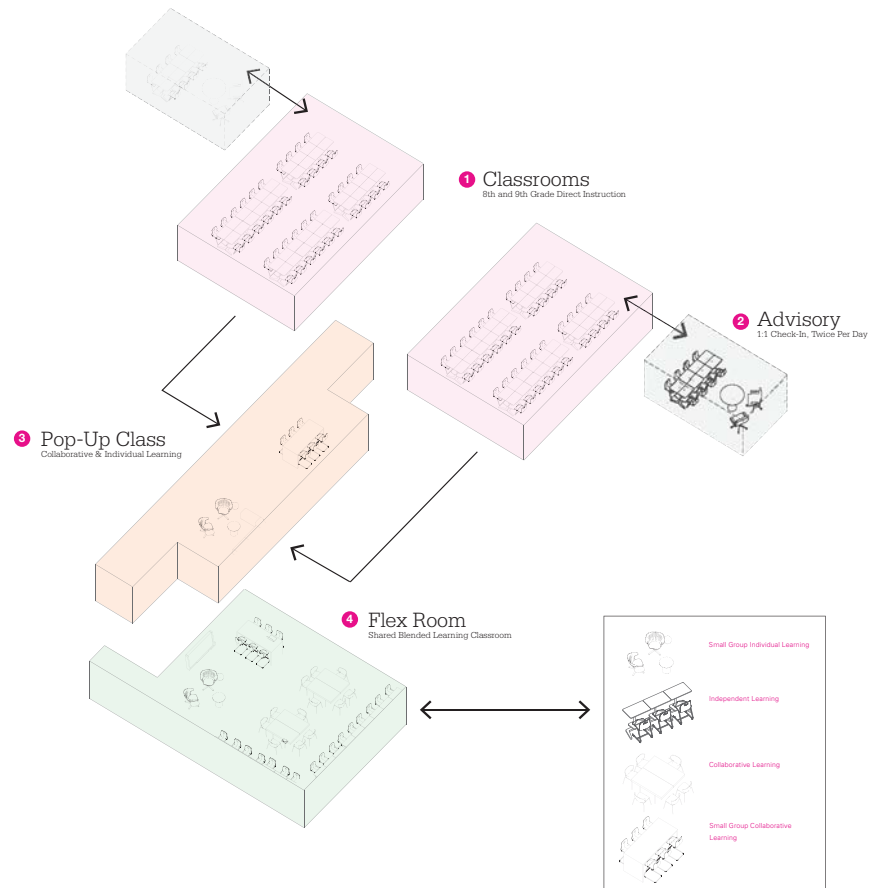 1 Classrooms
8th and 9th Grade Direct Instruction
2 Advisory
1:1 Check-In, Twice Per Day
3 Pop-Up Class
Collaborative & Individual Learning
4 Flex Room
Shared Blended Learning Classroom
Small Group Individual Learning
Independent Learning
Collaborative Learning
Small Group Collaborative
Learning